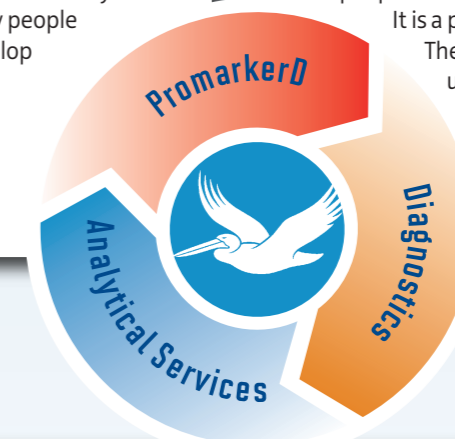 people
lop
It is a p
The
u
PromarkerD
Diagnostics
Analytical Services